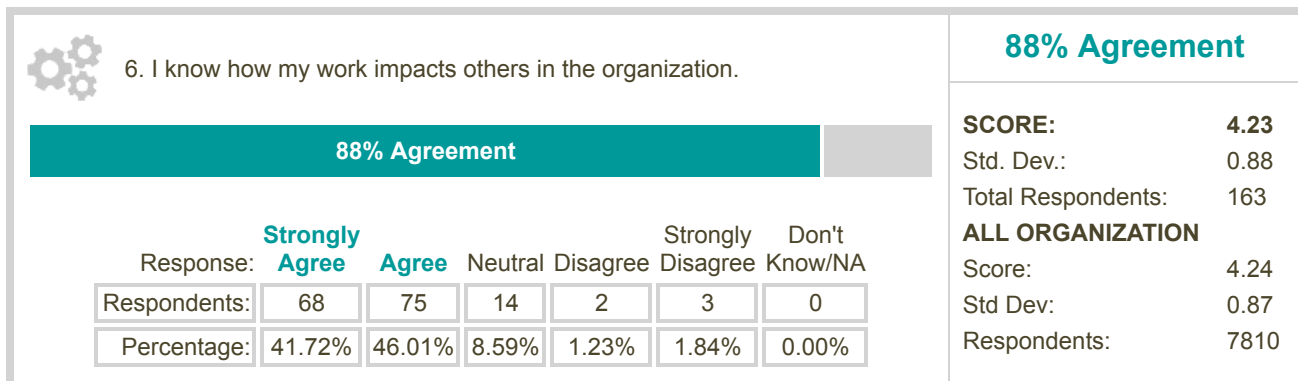 6. I know how my work impacts others in the organization.
88% Agreement
Response: Strongly Agree Agree Neutral Disagree Strongly Disagree Don't Know/NA
Respondents: 68 75 14 2 3 0
Percentage: 41.72% 46.01% 8.59% 1.23% 1.84% 0.00%
88% Agreement
SCORE: 4.23
Std. Dev.: 0.88
Total Respondents: 163
ALL ORGANIZATION
Score: 4.24
Std Dev: 0.87
Respondents: 7810